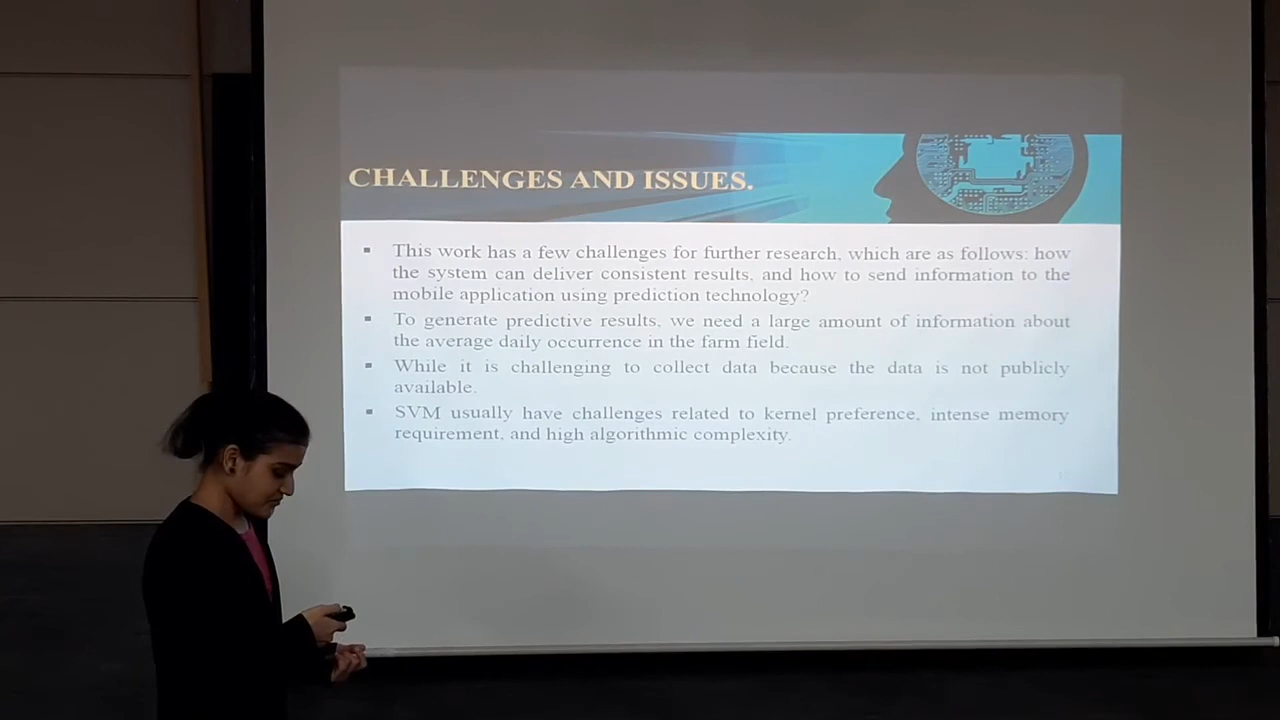 CHALLENGES AND ISSUES.
▪ This work has a few challenges for further research, which are as follows: how
the system can deliver consistent results, and how to send information to the
mobile application using prediction technology?
▪ To generate predictive results, we need a large amount of information about
the average daily occurrence in the farm field.
▪ While it is challenging to collect data because the data is not publicly
available.
▪ SVM usually have challenges related to kernel preference, intense memory
requirement, and high algorithmic complexity.